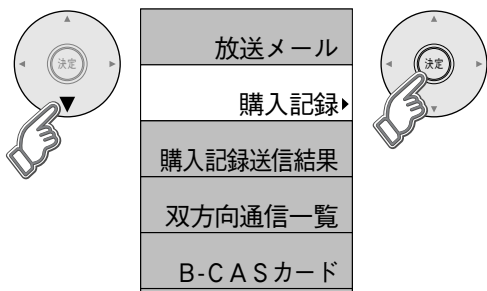 決定
放送メール
購入記録
購入記録送信結果
双方向通信一覧
B-CASカード
決定